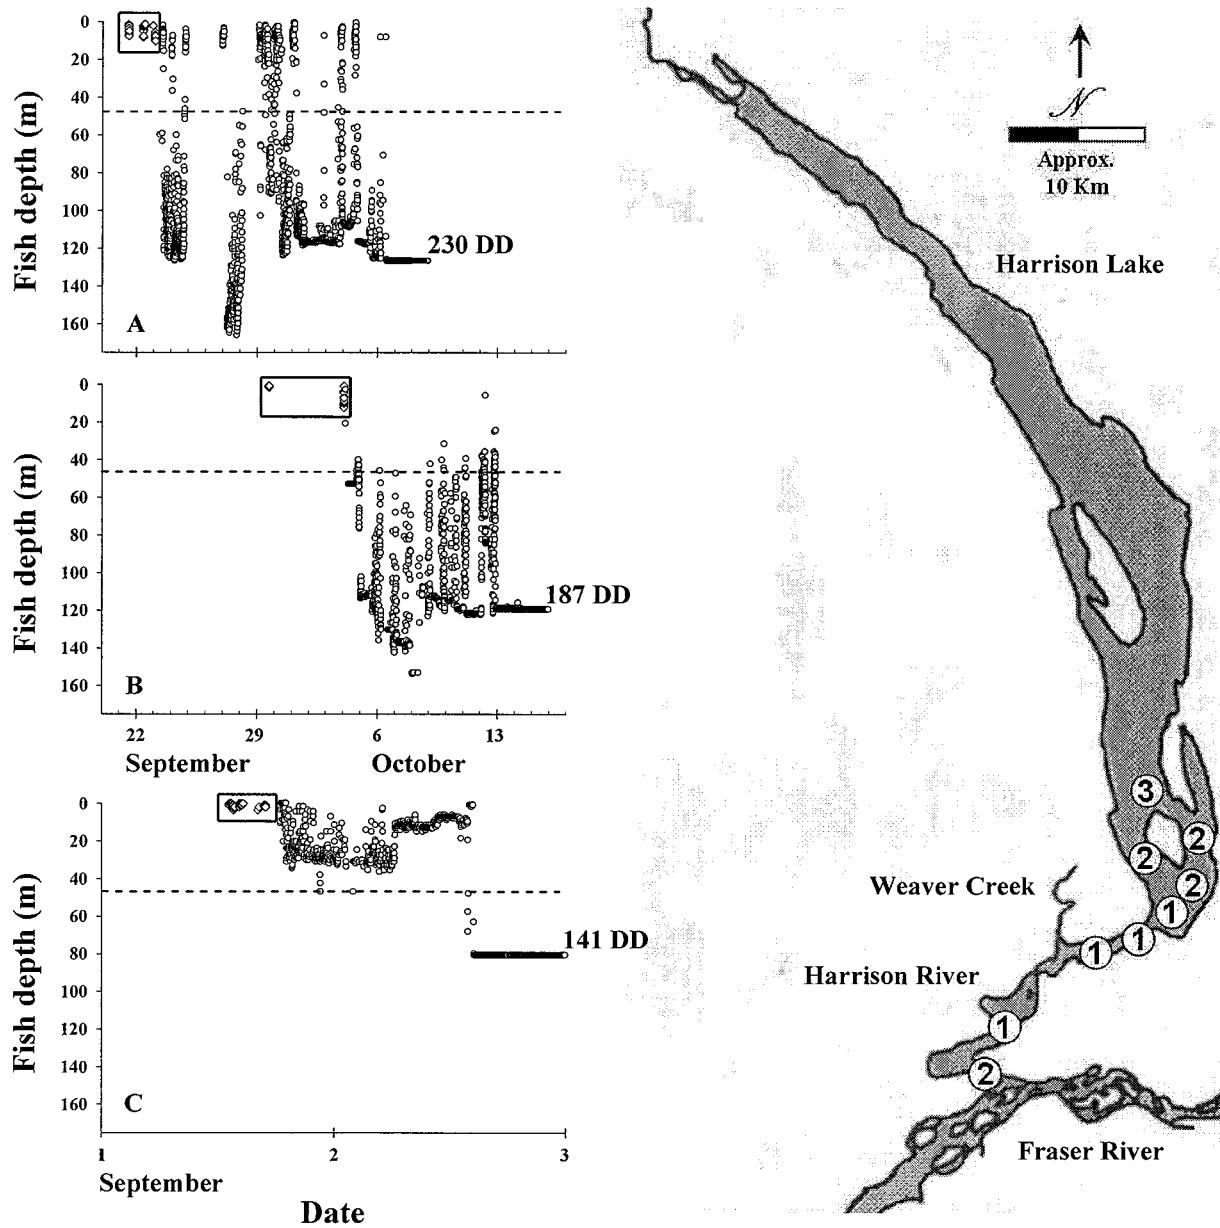 0
20
40
60
80
100
120
140
160
Fish depth (m)
230 DD
A
0
20
40
60
80
100
120
140
160
Fish depth (m)
187 DD
B
22 29 6 13
September October
0
20
40
60
80
100
120
140
160
Fish depth (m)
141 DD
C
1 2 3
September
Date
N
Approx.
10 Km
Harrison Lake
3
2
2
2
Weaver Creek
1
1
1
Harrison River
1
2
Fraser River